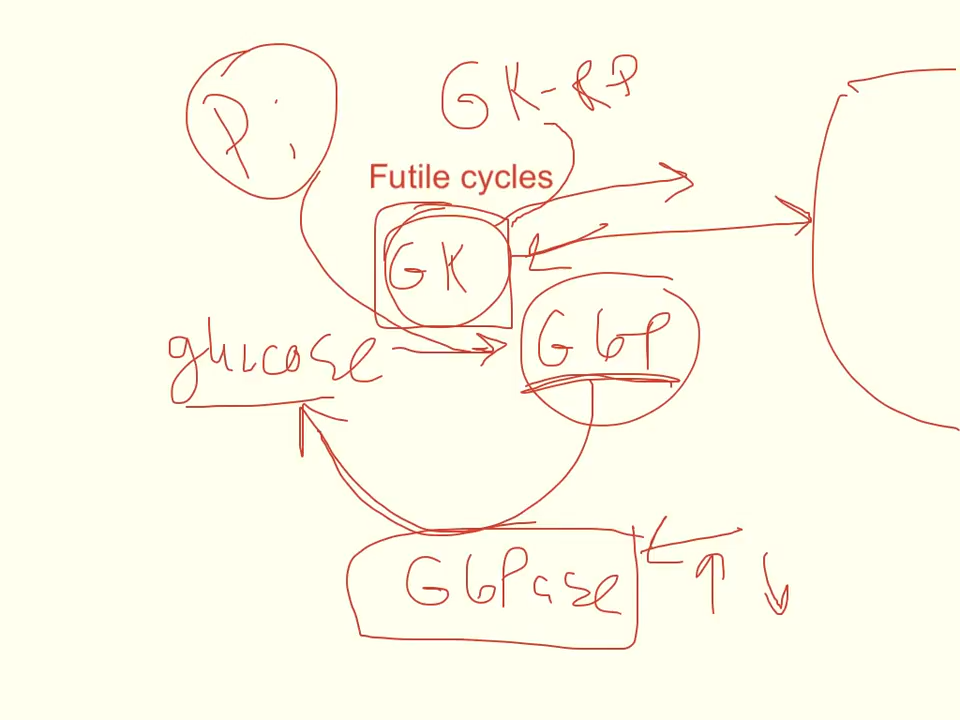 Pi
GK-RP
Futile cycles
GK
glucose
G6P
G6Pase